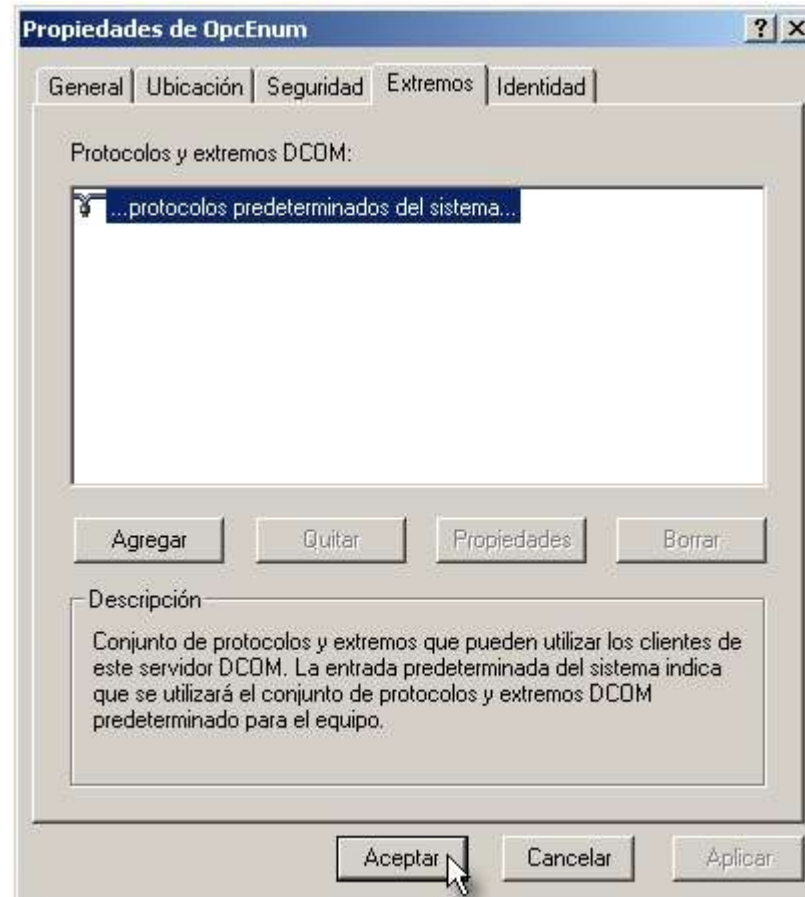 Propiedades de OpcEnum
General Ubicación Seguridad Extremos Identidad
Protocolos y extremos DCOM:
...protocolos predeterminados del sistema...
Agregar Quitar Propiedades Borrar
Descripción
Conjunto de protocolos y extremos que pueden utilizar los clientes de
este servidor DCOM. La entrada predeterminada del sistema indica
que se utilizará el conjunto de protocolos y extremos DCOM
predeterminado para el equipo.
Aceptar Cancelar Aplicar